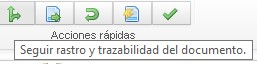 Acciones rápidas
Seguir rastro y trazabilidad del documento.